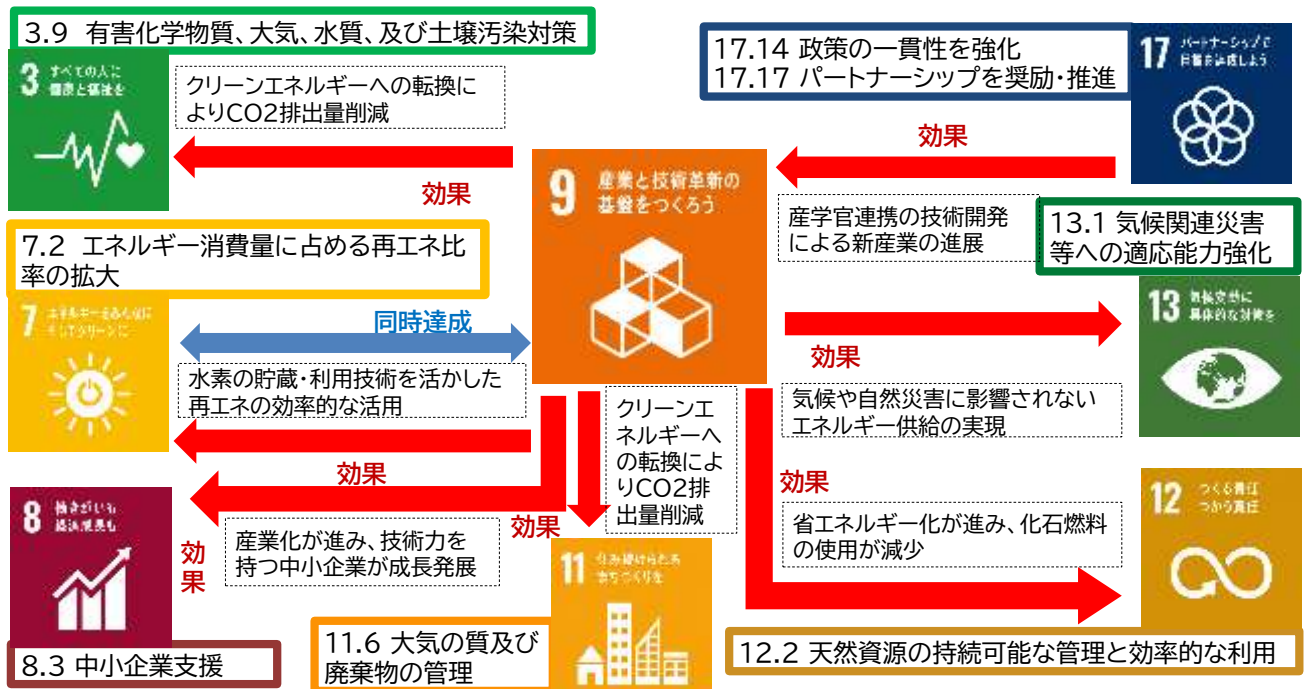 3.9 有害化学物質、大気、水質、及び土壌汚染対策
3 すべての人に
健康と福祉を
クリーンエネルギーへの転換に
よりCO2排出量削減
効果
17.14 政策の一貫性を強化
17.17 パートナーシップを奨励・推進
17 パートナーシップで
目標を達成しよう
効果
産学官連携の技術開発
による新産業の進展
9 産業と技術革新の
基盤をつくろう
7.2 エネルギー消費量に占める再エネ比
率の拡大
7 エネルギーをみんなに
そしてクリーンに
同時達成
水素の貯蔵・利用技術を活かした
再エネの効率的な活用
効果
13.1 気候関連災害
等への適応能力強化
13 気候変動に
具体的な対策を
効果
気候や自然災害に影響されない
エネルギー供給の実現
クリーンエ
ネルギーへ
の転換によ
りCO2排
出量削減
効果
8 働きがいも
経済成長も
効
果
産業化が進み、技術力を
持つ中小企業が成長発展
8.3 中小企業支援
効果
11 住み続けられる
まちづくりを
11.6 大気の質及び
廃棄物の管理
省エネルギー化が進み、化石燃料
の使用が減少
12 つくる責任
つかう責任
12.2 天然資源の持続可能な管理と効率的な利用